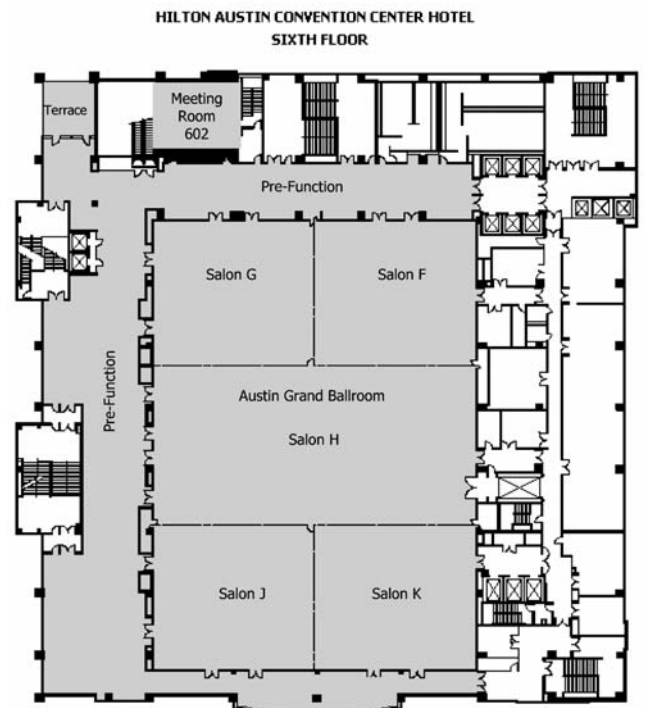 HILTON AUSTIN CONVENTION CENTER HOTEL
SIXTH FLOOR
Terrace
Meeting
Room
602
Pre-Function
Salon G
Salon F
Pre-Function
Austin Grand Ballroom
Salon H
Salon J
Salon K